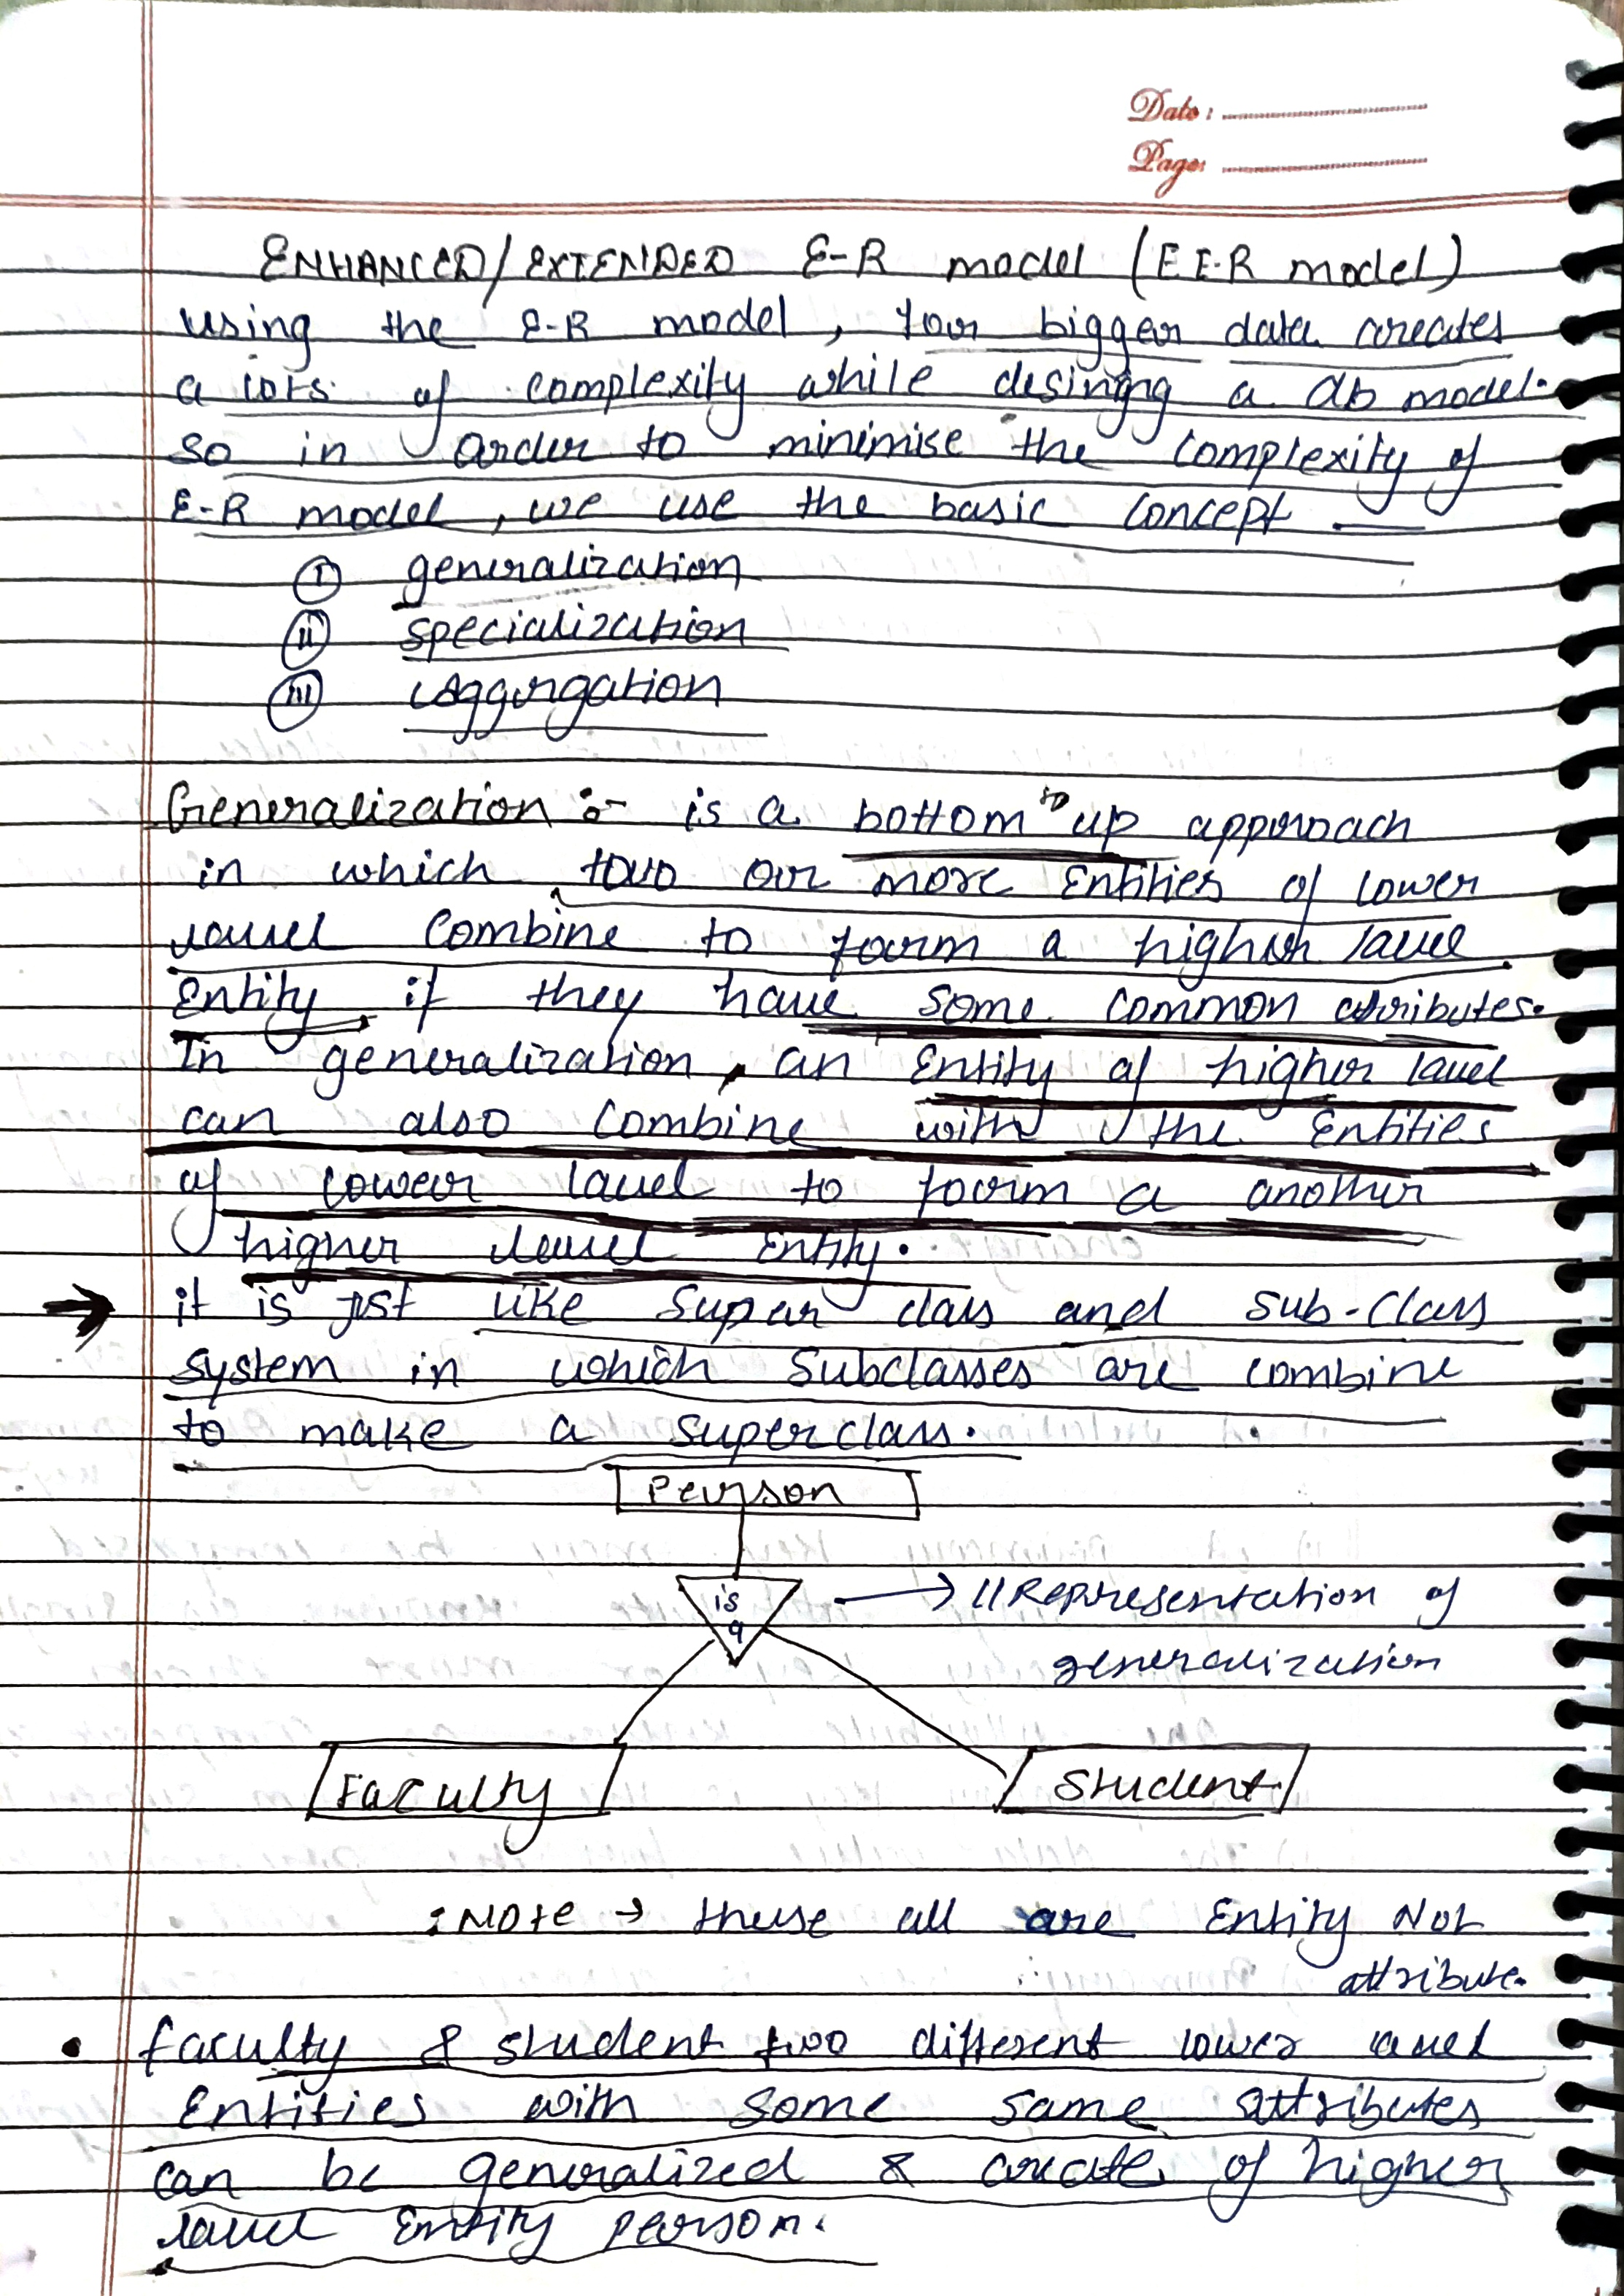 Date :
Page:
ENHANCED/EXTENDED E-R model (E E-R model)
using the E-R model, for bigger data creates
a lots of complexity while desinging a db model.
so in order to minimise the complexity of
E-R model, we use the basic concept —
(I) generalization
(II) specialization
(III) aggurgation
Generalization :- is a bottom to up approach
in which two or more Entities of lower
level combine to form a higher level
Entity if they have some common attributes.
In generalization, an Entity of higher level
can also combine with the Entities
of lower level to form a another
higher level Entity.
→ it is just like Super class and sub-class
system in which subclasses are combine
to make a superclass.
Person
is
a
→ //Representation of
generalization
Faculty Student
: Note → these all are Entity Not
attribute.
• faculty & student two different lower level
Entities with some same attributes
can be generalized & create of higher
level Entity person.